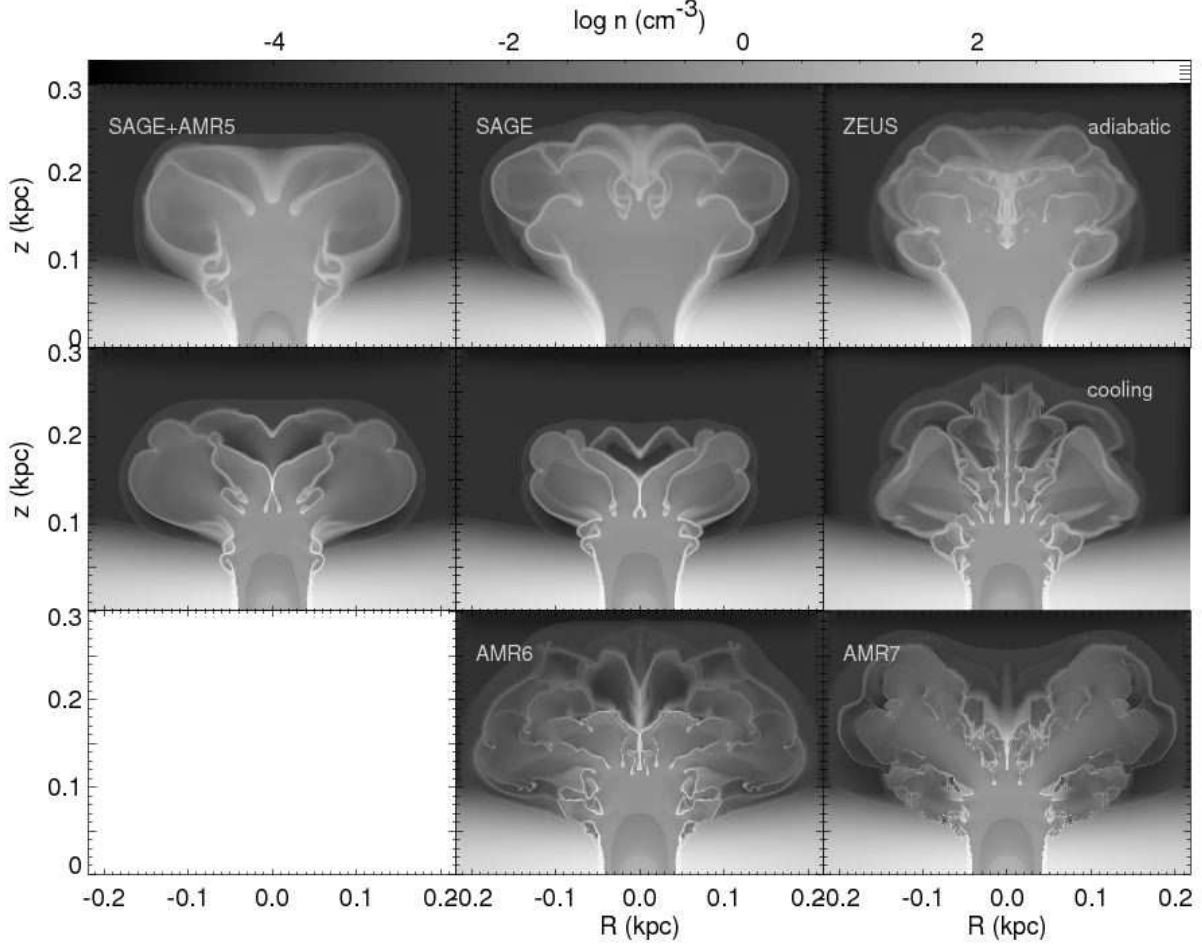 log n (cm-3)
-4 -2 0 2
0.3
SAGE+AMR5 SAGE ZEUS adiabatic
0.2
z (kpc)
0.1
0
0.3
cooling
0.2
z (kpc)
0.1
0
0.3
AMR6 AMR7
0.2
0.1
0
-0.2 -0.1 0.0 0.1 0.2 -0.1 0.0 0.1 0.2 -0.1 0.0 0.1 0.2
R (kpc) R (kpc)